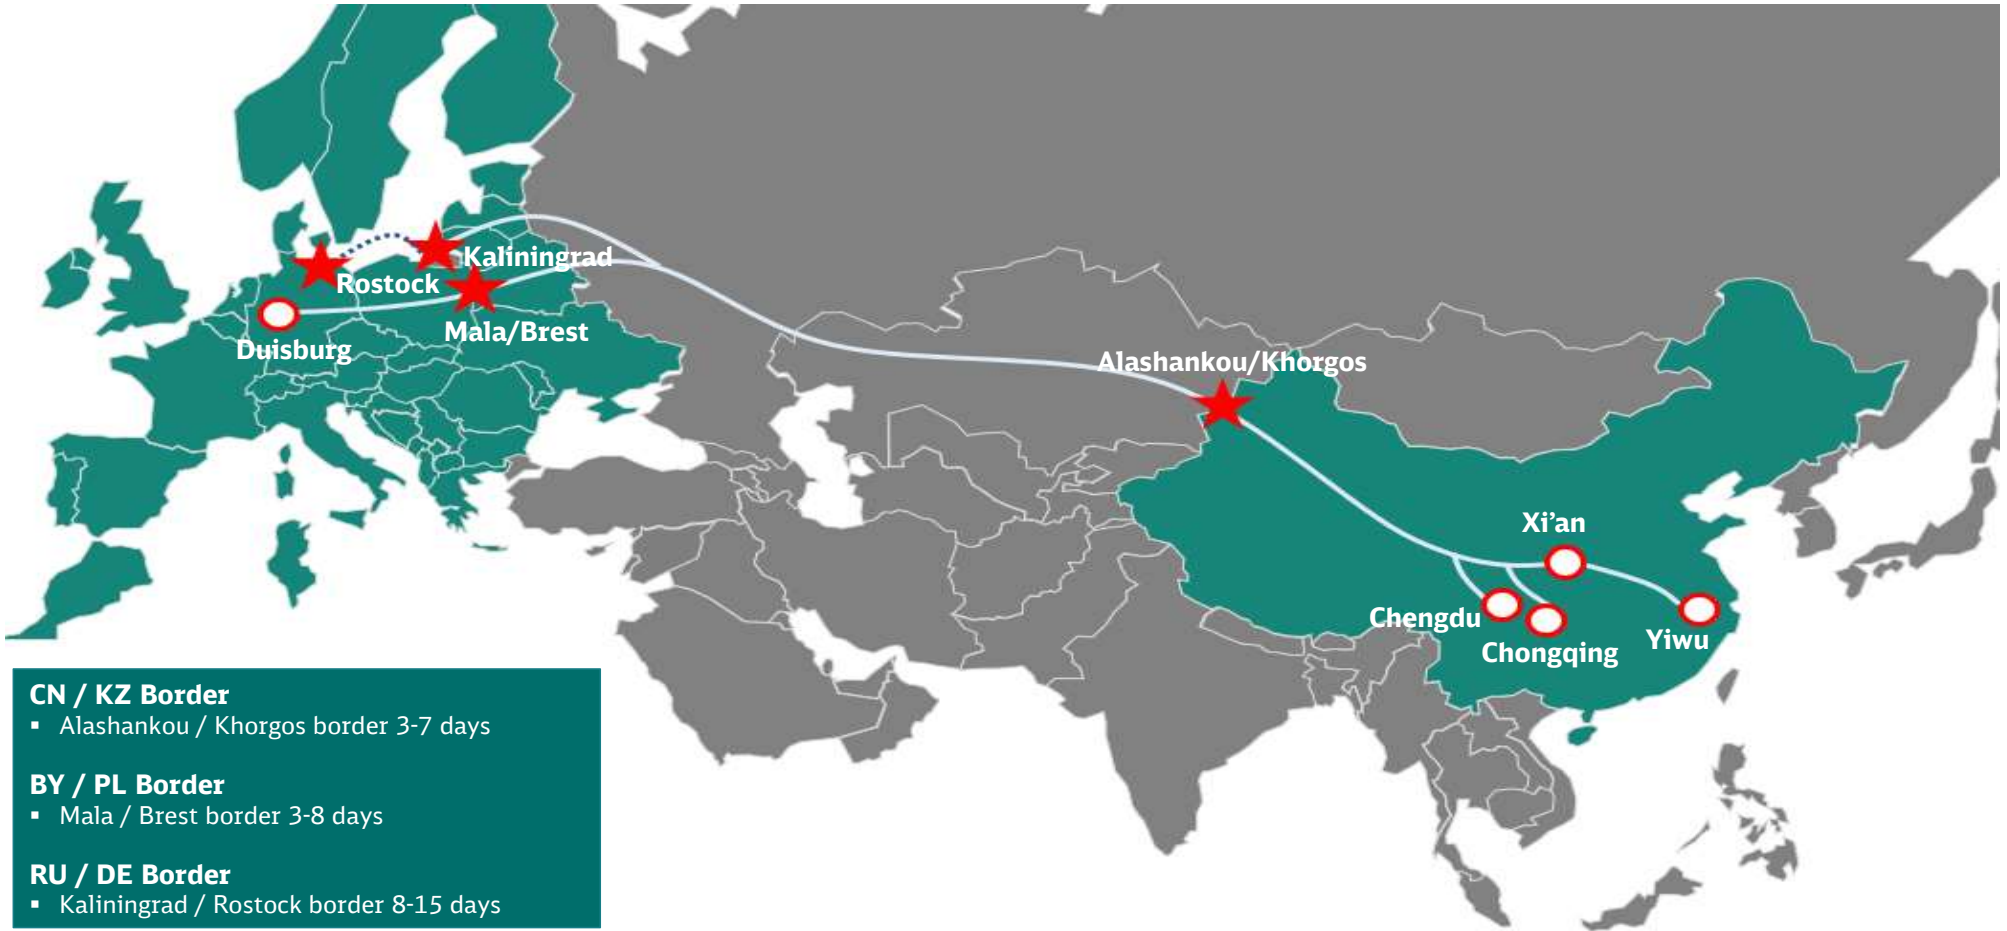 Kaliningrad
Rostock
Mala/Brest
Duisburg
Alashankou/Khorgos
Xi’an
Chengdu
Chongqing
Yiwu
CN / KZ Border
▪ Alashankou / Khorgos border 3-7 days
BY / PL Border
▪ Mala / Brest border 3-8 days
RU / DE Border
▪ Kaliningrad / Rostock border 8-15 days